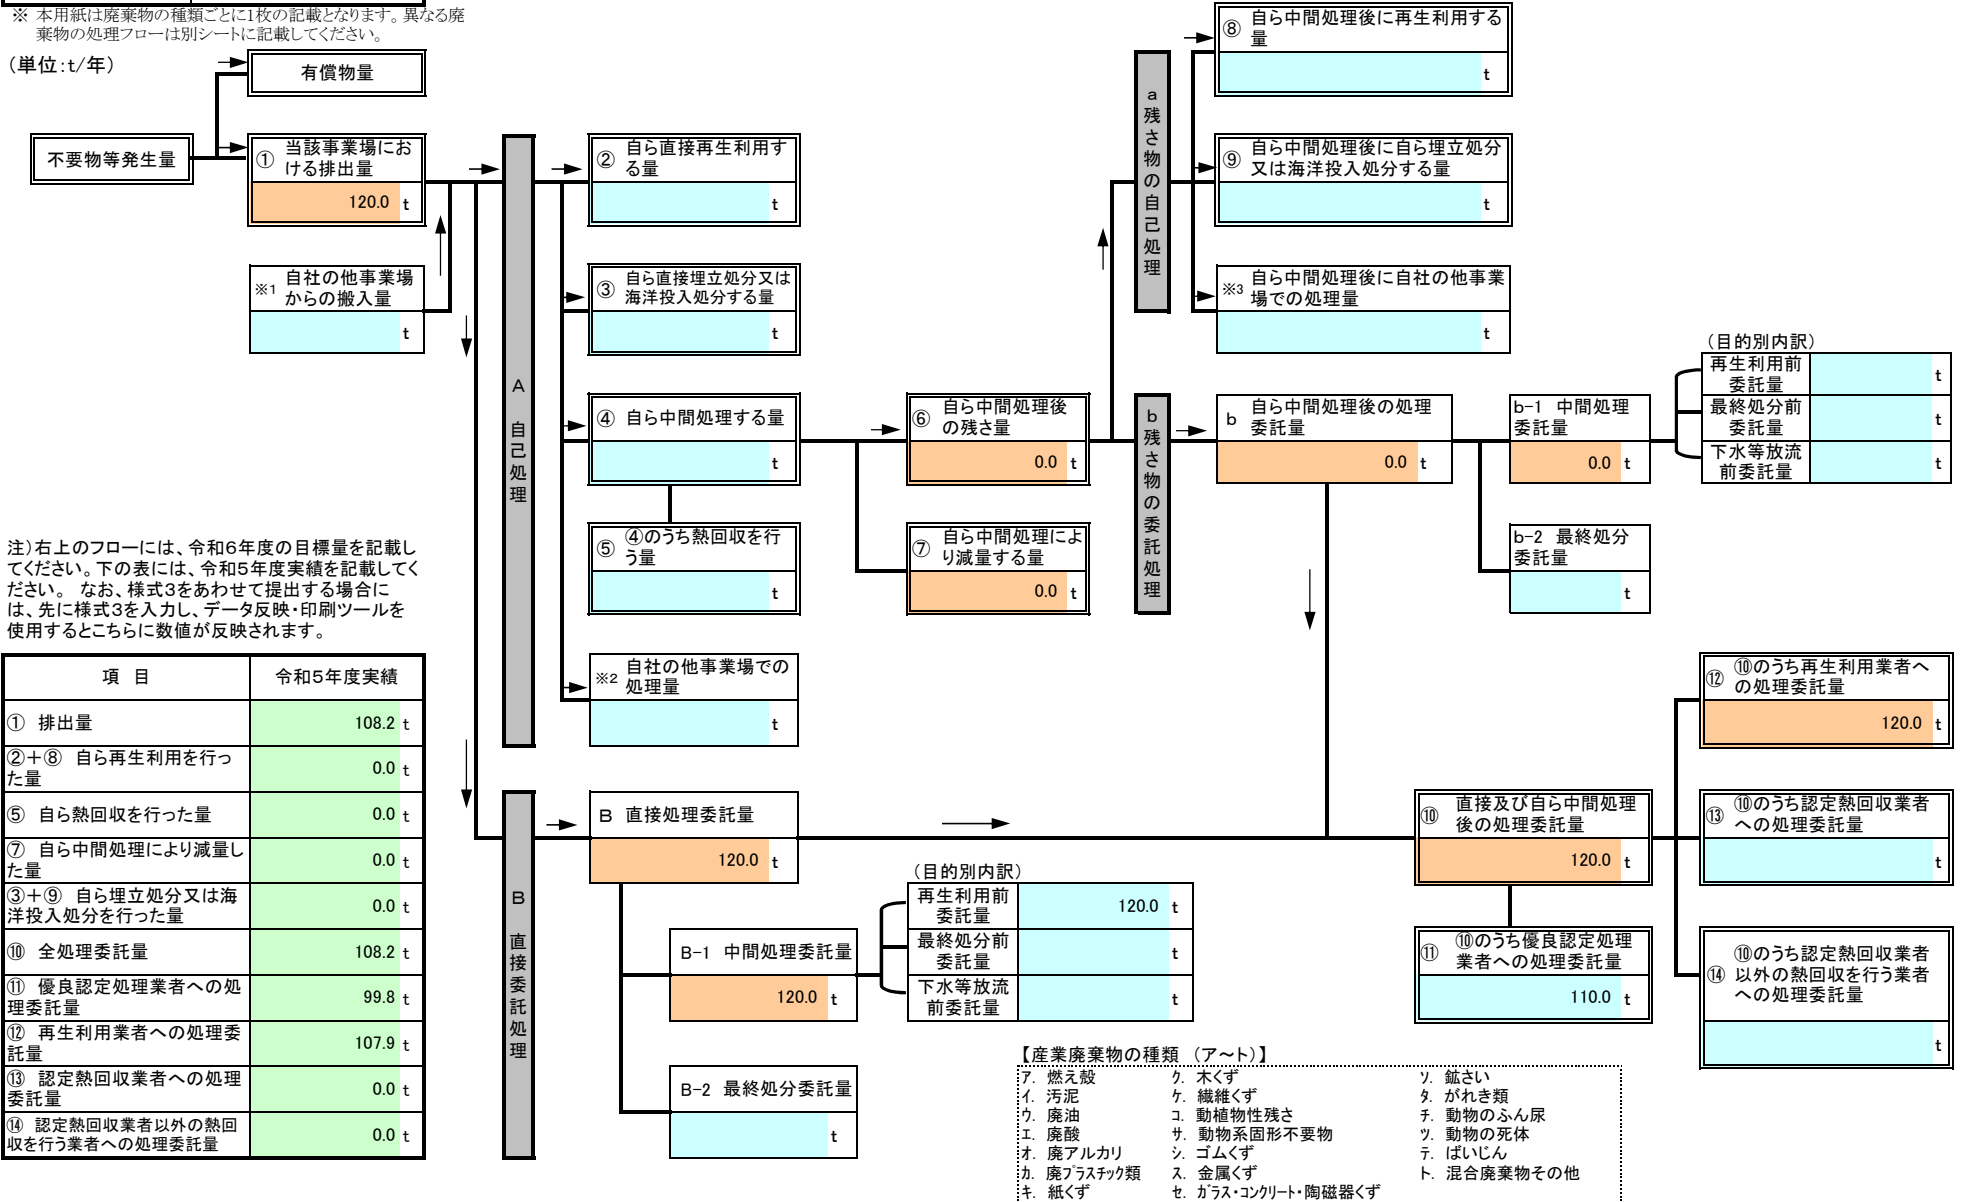 ※ 本用紙は廃棄物の種類ごとに1枚の記載となります。異なる廃
棄物の処理フローは別シートに記載してください。
（単位:t/年）
有償物量
不要物等発生量
① 当該事業場にお
ける排出量
120.0 t
※1 自社の他事業場
からの搬入量
t
A 自己処理
② 自ら直接再生利用す
る量
t
③ 自ら直接埋立処分又は
海洋投入処分する量
t
④ 自ら中間処理する量
t
⑤ ④のうち熱回収を行
う量
t
※2 自社の他事業場での
処理量
t
⑥ 自ら中間処理後
の残さ量
0.0 t
⑦ 自ら中間処理によ
り減量する量
0.0 t
a 残さ物の自己処理
⑧ 自ら中間処理後に再生利用する
量
t
⑨ 自ら中間処理後に自ら埋立処分
又は海洋投入処分する量
t
※3 自ら中間処理後に自社の他事業
場での処理量
t
b 残さ物の委託処理
b 自ら中間処理後の処理
委託量
0.0 t
b-1 中間処理
委託量
0.0 t
（目的別内訳）
再生利用前
委託量
t
最終処分前
委託量
t
下水等放流
前委託量
t
b-2 最終処分
委託量
t
注）右上のフローには、令和6年度の目標量を記載し
てください。下の表には、令和5年度実績を記載してく
ださい。 なお、様式3をあわせて提出する場合に
は、先に様式3を入力し、データ反映・印刷ツールを
使用するとこちらに数値が反映されます。
項 目 令和5年度実績
① 排出量 108.2 t
②＋⑧ 自ら再生利用を行っ
た量
0.0 t
⑤ 自ら熱回収を行った量 0.0 t
⑦ 自ら中間処理により減量し
た量
0.0 t
③＋⑨ 自ら埋立処分又は海
洋投入処分を行った量
0.0 t
⑩ 全処理委託量 108.2 t
⑪ 優良認定処理業者への処
理委託量
99.8 t
⑫ 再生利用業者への処理委
託量
107.9 t
⑬ 認定熱回収業者への処理
委託量
0.0 t
⑭ 認定熱回収業者以外の熱回
収を行う業者への処理委託量
0.0 t
B 直接委託処理
B 直接処理委託量
120.0 t
B-1 中間処理委託量
120.0 t
（目的別内訳）
再生利用前
委託量
120.0 t
最終処分前
委託量
t
下水等放流
前委託量
t
B-2 最終処分委託量
t
⑩ 直接及び自ら中間処理
後の処理委託量
120.0 t
⑪ ⑩のうち優良認定処理
業者への処理委託量
110.0 t
⑫ ⑩のうち再生利用業者へ
の処理委託量
120.0 t
⑬ ⑩のうち認定熱回収業者
への処理委託量
t
⑭ ⑩のうち認定熱回収業者
以外の熱回収を行う業者
への処理委託量
t
【産業廃棄物の種類 （ア～ト）】
ア. 燃え殻 ク. 木くず ソ. 鉱さい
イ. 汚泥 ケ. 繊維くず タ. がれき類
ウ. 廃油 コ. 動植物性残さ チ. 動物のふん尿
エ. 廃酸 サ. 動物系固形不要物 ツ. 動物の死体
オ. 廃アルカリ シ. ゴムくず テ. ばいじん
カ. 廃プラスチック類 ス. 金属くず ト. 混合廃棄物その他
キ. 紙くず セ. ガラス・コンクリート・陶磁器くず